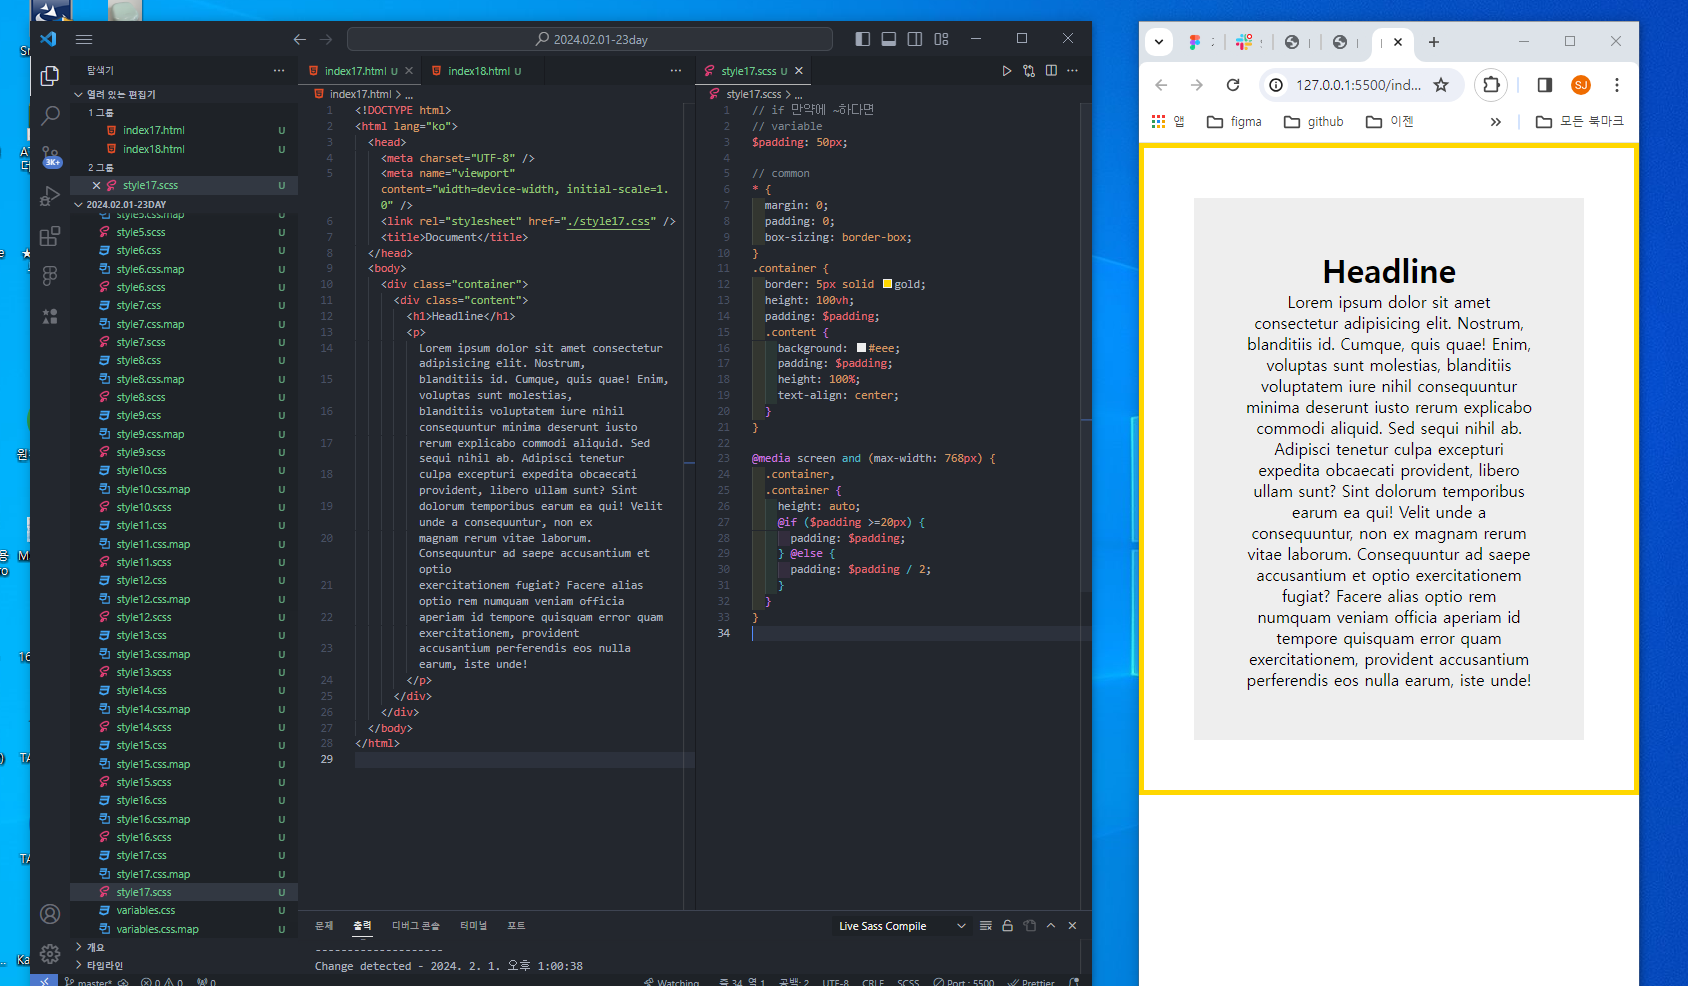 2024.02.01-23day
탐색기
열려 있는 편집기
1 그룹
index17.html U
index18.html U
2 그룹
style17.scss U
2024.02.01-23DAY
style5.css.map U
style5.scss U
style6.css U
style6.css.map U
style6.scss U
style7.css U
style7.css.map U
style7.scss U
style8.css U
style8.css.map U
style8.scss U
style9.css U
style9.css.map U
style9.scss U
style10.css U
style10.css.map U
style10.scss U
style11.css U
style11.css.map U
style11.scss U
style12.css U
style12.css.map U
style12.scss U
style13.css U
style13.css.map U
style13.scss U
style14.css U
style14.css.map U
style14.scss U
style15.css U
style15.css.map U
style15.scss U
style16.css U
style16.css.map U
style16.scss U
style17.css U
style17.css.map U
style17.scss U
variables.css U
variables.css.map U
개요
타임라인
3K+
index17.html U
index18.html U
index17.html > ...
1 <!DOCTYPE html>
2 <html lang="ko">
3 <head>
4 <meta charset="UTF-8" />
5 <meta name="viewport"
content="width=device-width, initial-scale=1.
0" />
6 <link rel="stylesheet" href="./style17.css" />
7 <title>Document</title>
8 </head>
9 <body>
10 <div class="container">
11 <div class="content">
12 <h1>Headline</h1>
13 <p>
14 Lorem ipsum dolor sit amet consectetur
adipisicing elit. Nostrum,
15 blanditiis id. Cumque, quis quae! Enim,
voluptas sunt molestias,
16 blanditiis voluptatem iure nihil
consequuntur minima deserunt iusto
17 rerum explicabo commodi aliquid. Sed
sequi nihil ab. Adipisci tenetur
18 culpa excepturi expedita obcaecati
provident, libero ullam sunt? Sint
19 dolorum temporibus earum ea qui! Velit
unde a consequuntur, non ex
20 magnam rerum vitae laborum.
Consequuntur ad saepe accusantium et
optio
21 exercitationem fugiat? Facere alias
optio rem numquam veniam officia
22 aperiam id tempore quisquam error quam
exercitationem, provident
23 accusantium perferendis eos nulla
earum, iste unde!
24 </p>
25 </div>
26 </div>
27 </body>
28 </html>
29
style17.scss U
style17.scss > ...
1 // if 만약에 ~하다면
2 // variable
3 $padding: 50px;
4
5 // common
6 * {
7 margin: 0;
8 padding: 0;
9 box-sizing: border-box;
10 }
11 .container {
12 border: 5px solid gold;
13 height: 100vh;
14 padding: $padding;
15 .content {
16 background: #eee;
17 padding: $padding;
18 height: 100%;
19 text-align: center;
20 }
21 }
22
23 @media screen and (max-width: 768px) {
24 .container,
25 .container {
26 height: auto;
27 @if ($padding >=20px) {
28 padding: $padding;
29 } @else {
30 padding: $padding / 2;
31 }
32 }
33 }
34
문제 출력 디버그 콘솔 터미널 포트
Live Sass Compile
--------------------
Change detected - 2024. 2. 1. 오후 1:00:38
master* 0 0 0
Watching 줄 34, 열 1 공백: 2 UTF-8 CRLF SCSS Port : 5500 Prettier
127.0.0.1:5500/ind...
SJ
앱 figma github 이젠 » 모든 북마크
Headline
Lorem ipsum dolor sit amet
consectetur adipisicing elit. Nostrum,
blanditiis id. Cumque, quis quae! Enim,
voluptas sunt molestias, blanditiis
voluptatem iure nihil consequuntur
minima deserunt iusto rerum explicabo
commodi aliquid. Sed sequi nihil ab.
Adipisci tenetur culpa excepturi
expedita obcaecati provident, libero
ullam sunt? Sint dolorum temporibus
earum ea qui! Velit unde a
consequuntur, non ex magnam rerum
vitae laborum. Consequuntur ad saepe
accusantium et optio exercitationem
fugiat? Facere alias optio rem
numquam veniam officia aperiam id
tempore quisquam error quam
exercitationem, provident accusantium
perferendis eos nulla earum, iste unde!